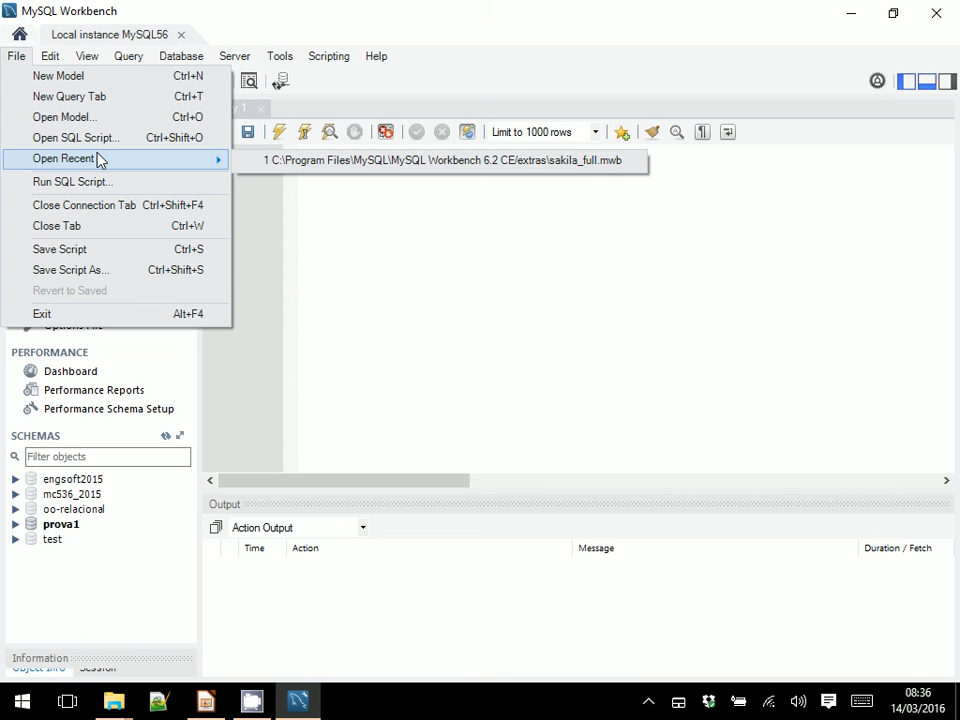 MySQL Workbench
Local instance MySQL56
File Edit View Query Database Server Tools Scripting Help
New Model Ctrl+N
New Query Tab Ctrl+T
Open Model... Ctrl+O
Open SQL Script... Ctrl+Shift+O
Limit to 1000 rows
Open Recent
1 C:\Program Files\MySQL\MySQL Workbench 6.2 CE/extras\sakila_full.mwb
Run SQL Script...
Close Connection Tab Ctrl+Shift+F4
Close Tab Ctrl+W
Save Script Ctrl+S
Save Script As... Ctrl+Shift+S
Revert to Saved
Exit Alt+F4
Options File
PERFORMANCE
Dashboard
Performance Reports
Performance Schema Setup
SCHEMAS
Filter objects
engsoft2015
mc536_2015
oo-relacional
prova1
test
Output
Action Output
Time Action Message Duration / Fetch
Information
Object Info Session
08:36
14/03/2016